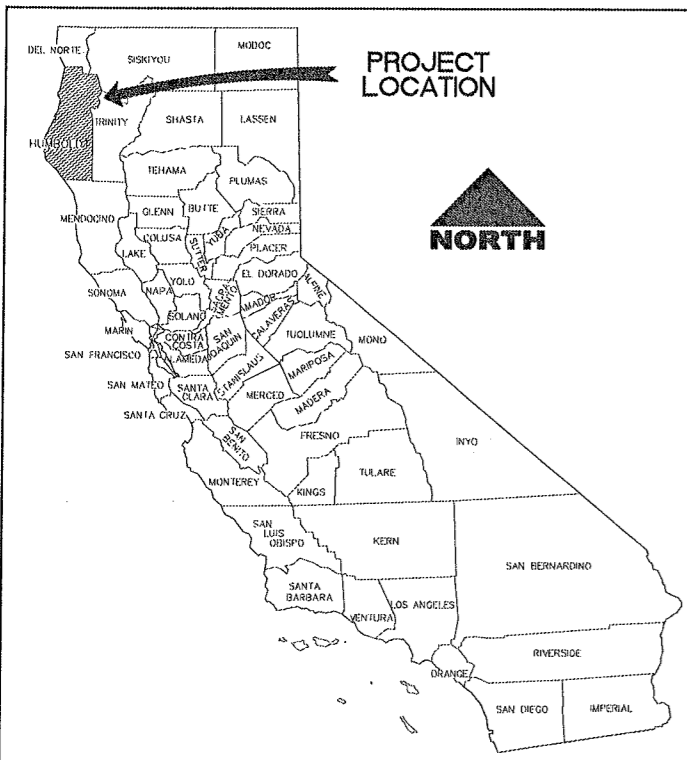 DEL NORTE
SISKIYOU
MODOC
PROJECT
LOCATION
HUMBOLDT
TRINITY
SHASTA
LASSEN
TEHAMA
PLUMAS
MENDOCINO
GLENN
BUTTE
SIERRA
NEVADA
NORTH
LAKE
COLUSA
SUTTER
YUBA
PLACER
SONOMA
NAPA
YOLO
EL DORADO
ALPINE
SOLANO
SACRA-
MENTO
AMADOR
CALAVERAS
MARIN
CONTRA
COSTA
SAN
JOAQUIN
TUOLUMNE
MONO
SAN FRANCISCO
ALAMEDA
STANISLAUS
MARIPOSA
SAN MATEO
SANTA
CLARA
MERCED
MADERA
SANTA CRUZ
SAN
BENITO
FRESNO
INYO
MONTEREY
KINGS
TULARE
SAN
LUIS
OBISPO
KERN
SAN BERNARDINO
SANTA
BARBARA
VENTURA
LOS ANGELES
ORANGE
RIVERSIDE
SAN DIEGO
IMPERIAL